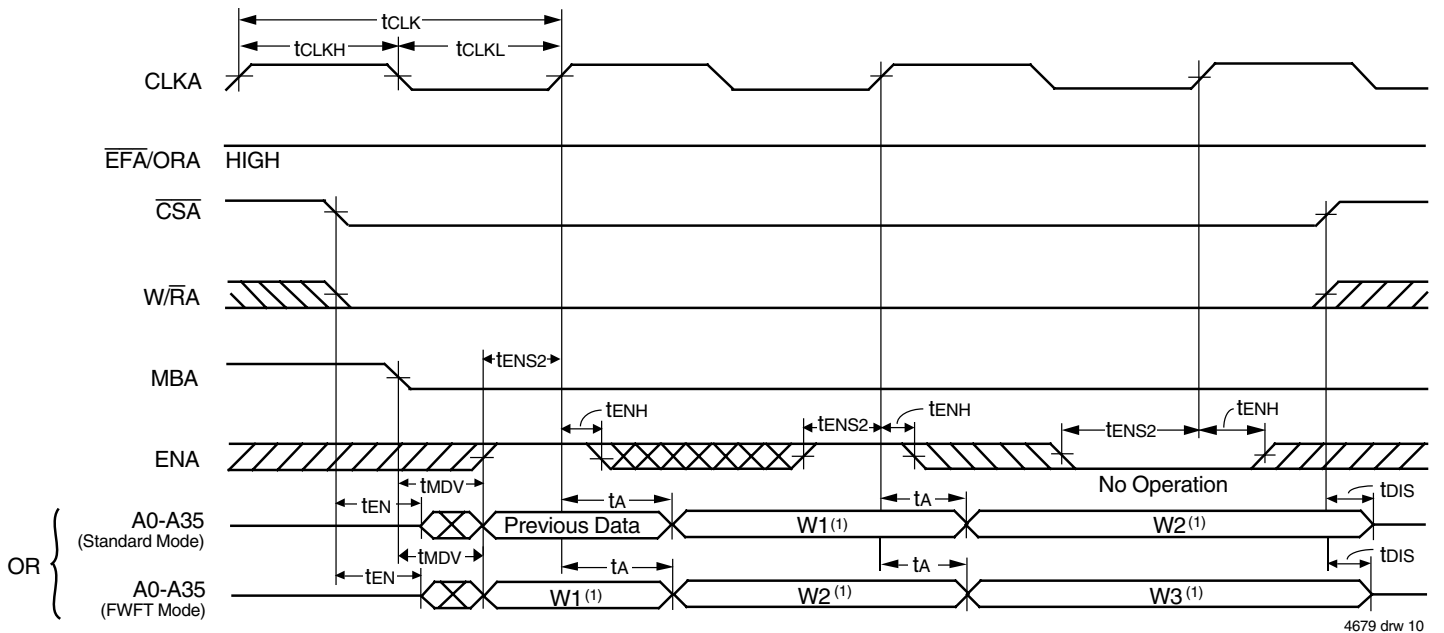 tCLK
tCLKH tCLKL
CLKA
EFA/ORA HIGH
CSA
W/RA
tENS2
MBA
tENH tENS2 tENH tENS2 tENH
ENA
tMDV No Operation
tEN tA tA tDIS
A0-A35 Previous Data W1(1) W2(1)
(Standard Mode)
OR
tMDV
tEN tA tA tDIS
A0-A35 W1(1) W2(1) W3(1)
(FWFT Mode)
4679 drw 10